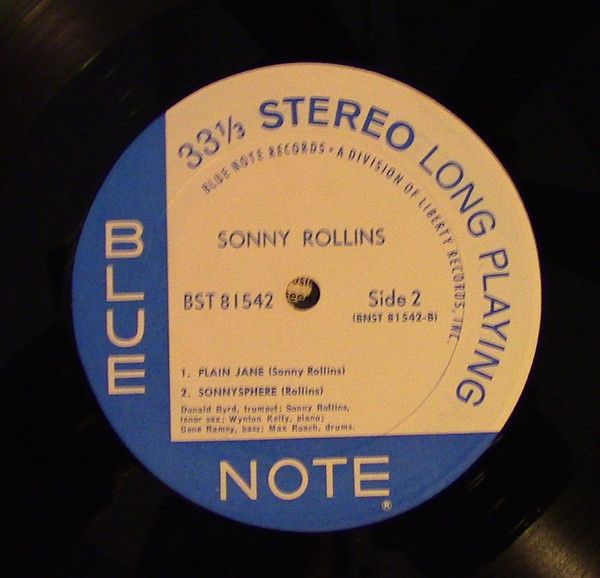 33⅓ STEREO LONG PLAYING
BLUE NOTE RECORDS • A DIVISION OF LIBERTY RECORDS, INC.
SONNY ROLLINS
BST 81542
Side 2
(BNST 81542-B)
1. PLAIN JANE (Sonny Rollins)
2. SONNYSPHERE (Rollins)
Donald Byrd, trumpet; Sonny Rollins,
tenor sax; Wynton Kelly, piano;
Gene Ramey, bass; Max Roach, drums.
BLUE
NOTE®